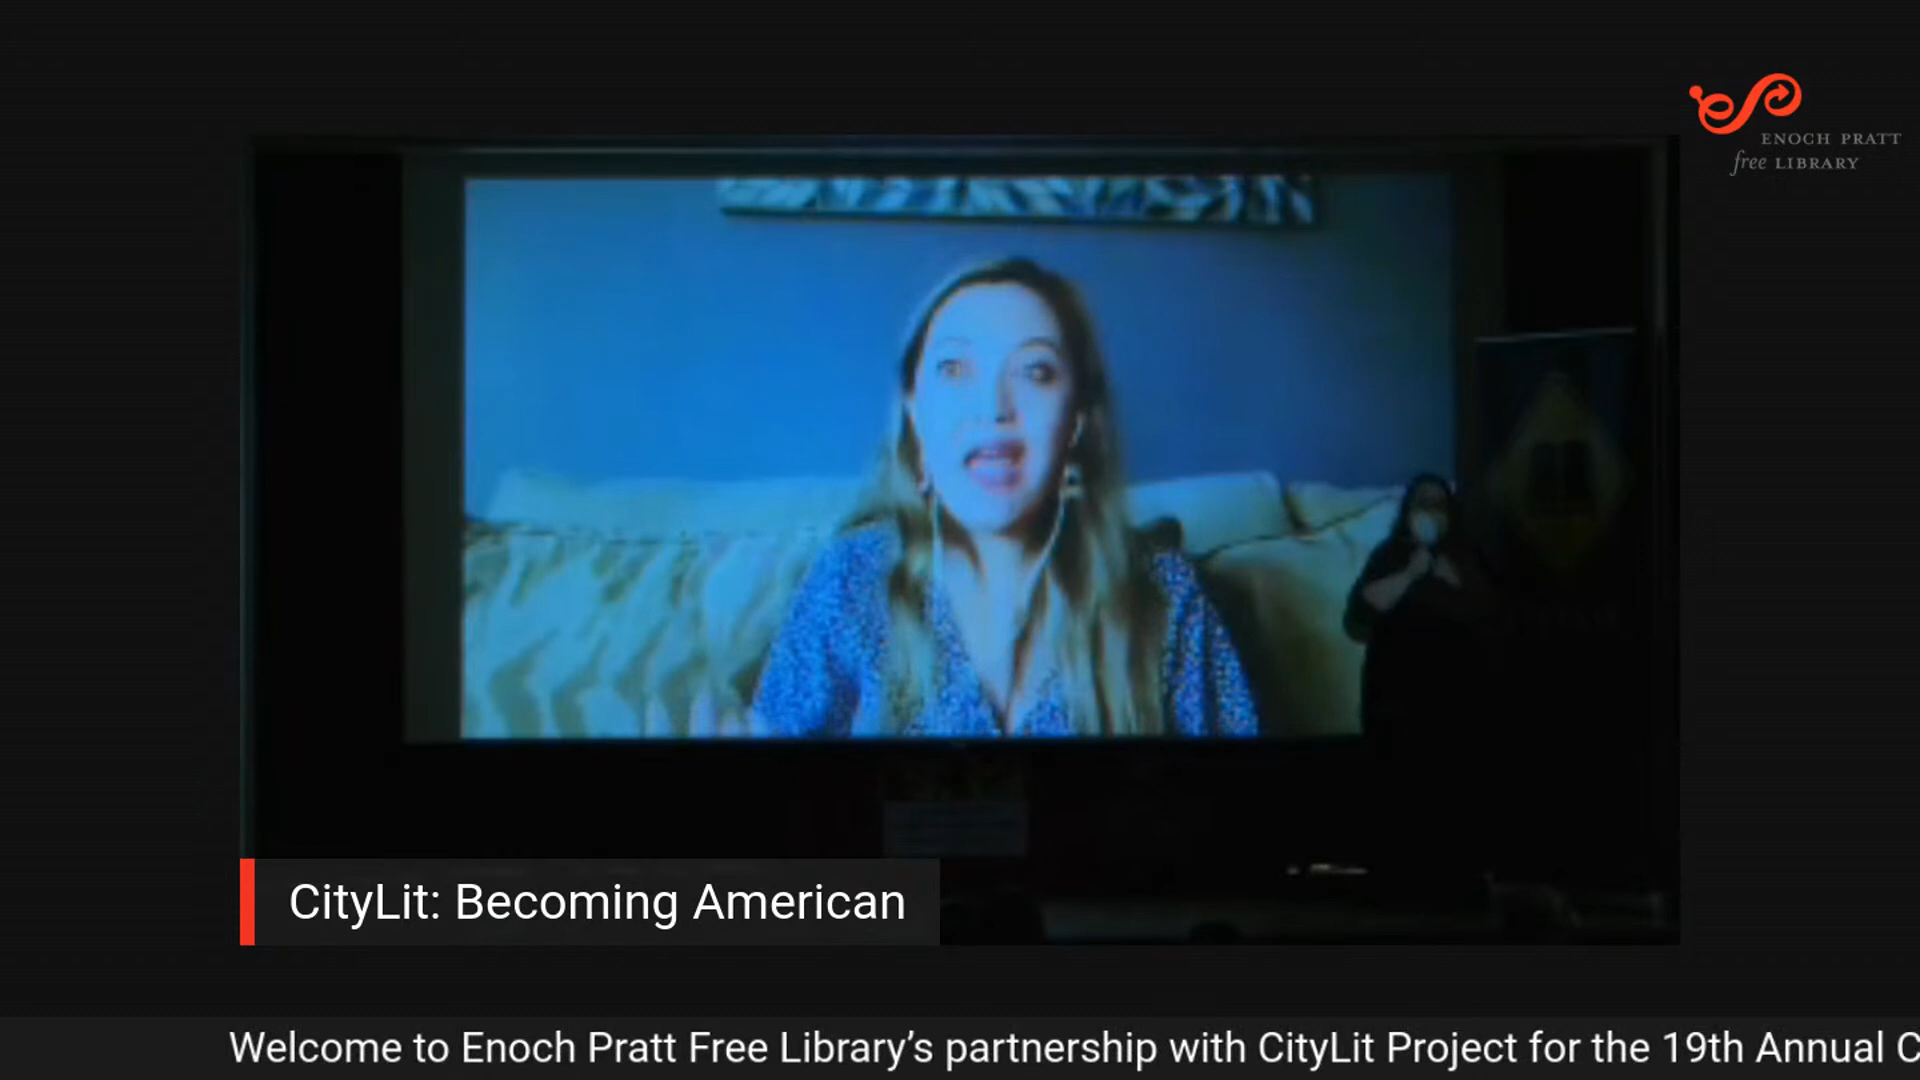 ENOCH PRATT
free LIBRARY
CityLit: Becoming American
Welcome to Enoch Pratt Free Library’s partnership with CityLit Project for the 19th Annual C